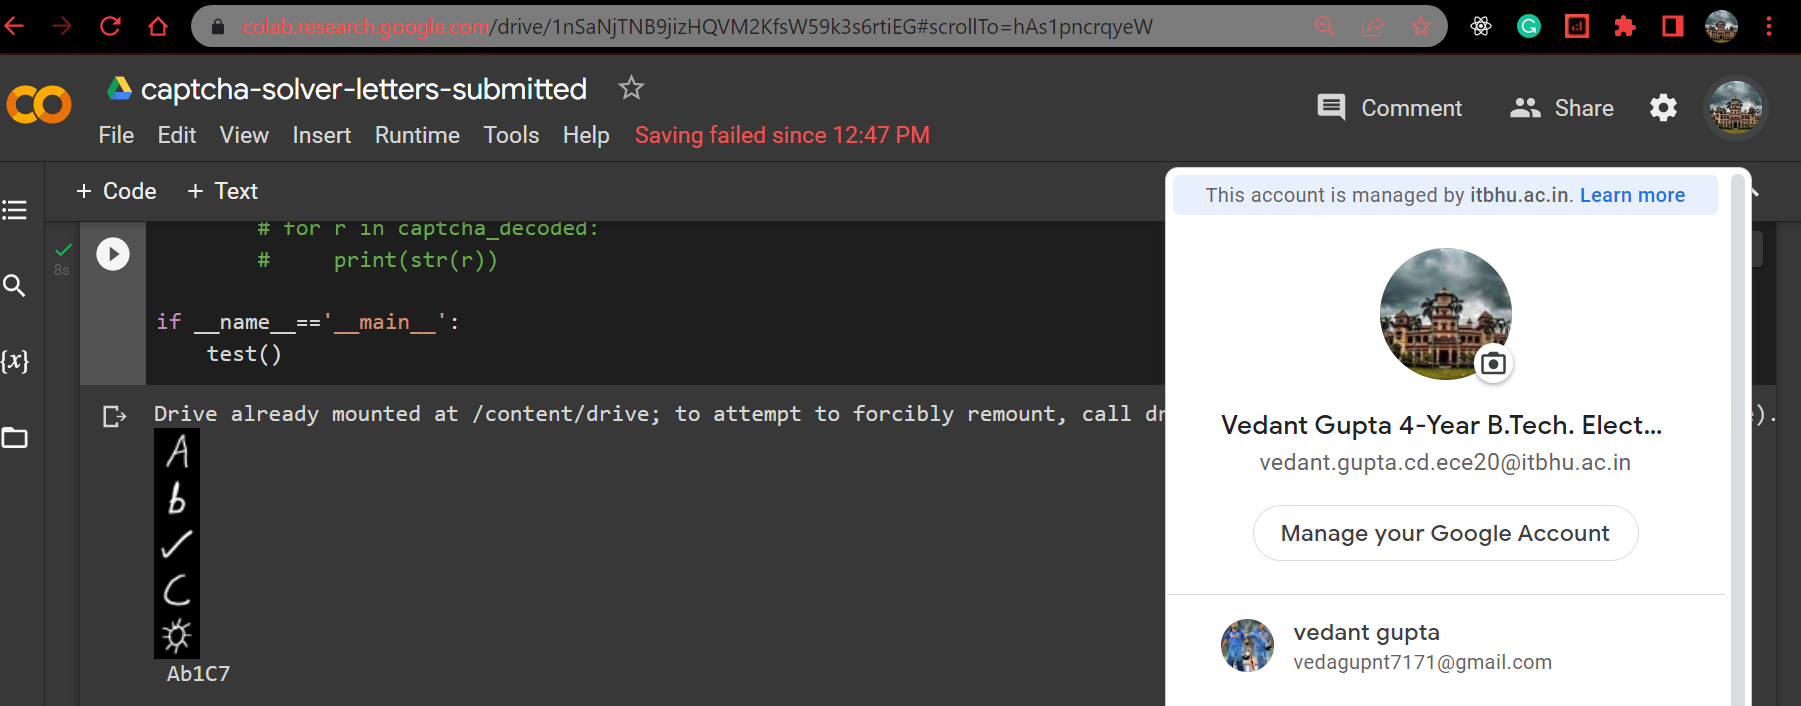 colab.research.google.com/drive/1nSaNjTNB9jizHQVM2KfsW59k3s6rtiEG#scrollTo=hAs1pncrqyeW
captcha-solver-letters-submitted
Comment
Share
File Edit View Insert Runtime Tools Help Saving failed since 12:47 PM
+ Code + Text
# for r in captcha_decoded:
#     print(str(r))
8s
if __name__=='__main__':
    test()
{x}
Drive already mounted at /content/drive; to attempt to forcibly remount, call dr
).
A
b
✓
C
Ab1C7
This account is managed by itbhu.ac.in. Learn more
Vedant Gupta 4-Year B.Tech. Elect...
vedant.gupta.cd.ece20@itbhu.ac.in
Manage your Google Account
vedant gupta
vedagupnt7171@gmail.com